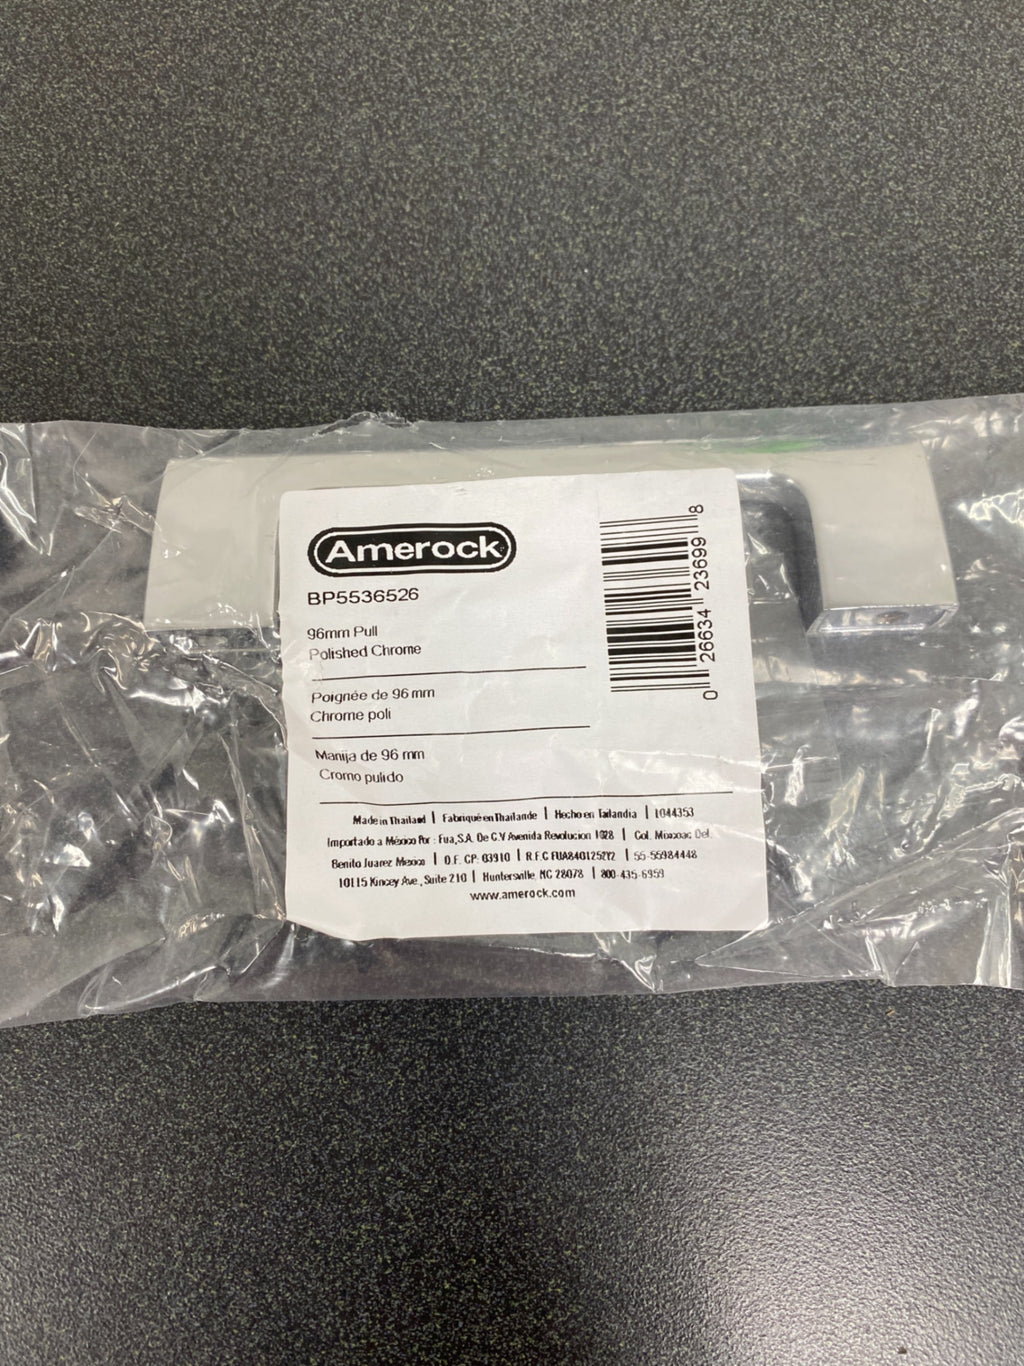 Amerock
BP5536526
96mm Pull
Polished Chrome
Poignée de 96 mm
Chrome poli
Manija de 96 mm
Cromo pulido
Made in Thailand | Fabriqué en Thailande | Hecho en Tailandia | 1044353
Importado a México Por : Fua,S.A. De C.V Avenida Revolucion 1828 | Col. Mixcoac Del.
Benito Juarez Mexico | D.F. CP. 03910 | R.F.C FUA8401252Y2 | 55-55984448
10115 Kincey Ave., Suite 210 | Huntersville, NC 28078 | 800-435-6959
www.amerock.com
0 26634 23699 8